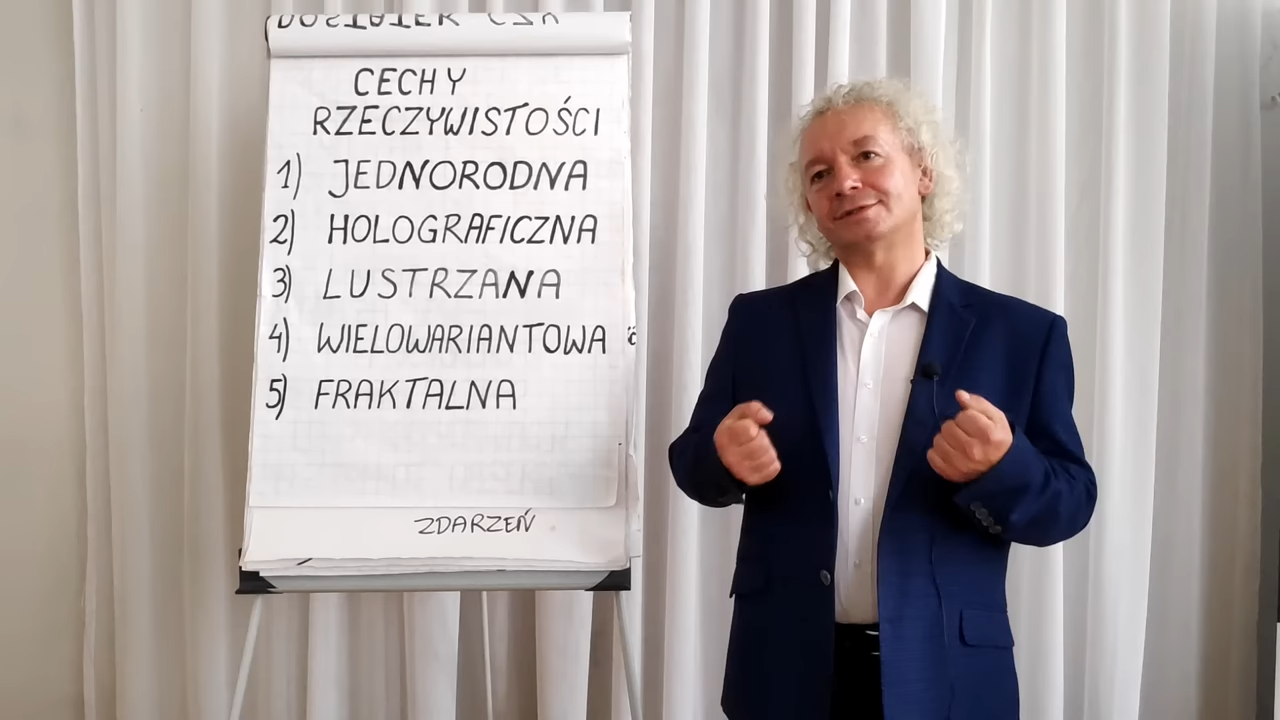 CECHY
RZECZYWISTOŚCI
1) JEDNORODNA
2) HOLOGRAFICZNA
3) LUSTRZANA
4) WIELOWARIANTOWA
5) FRAKTALNA
ZDARZEŃ